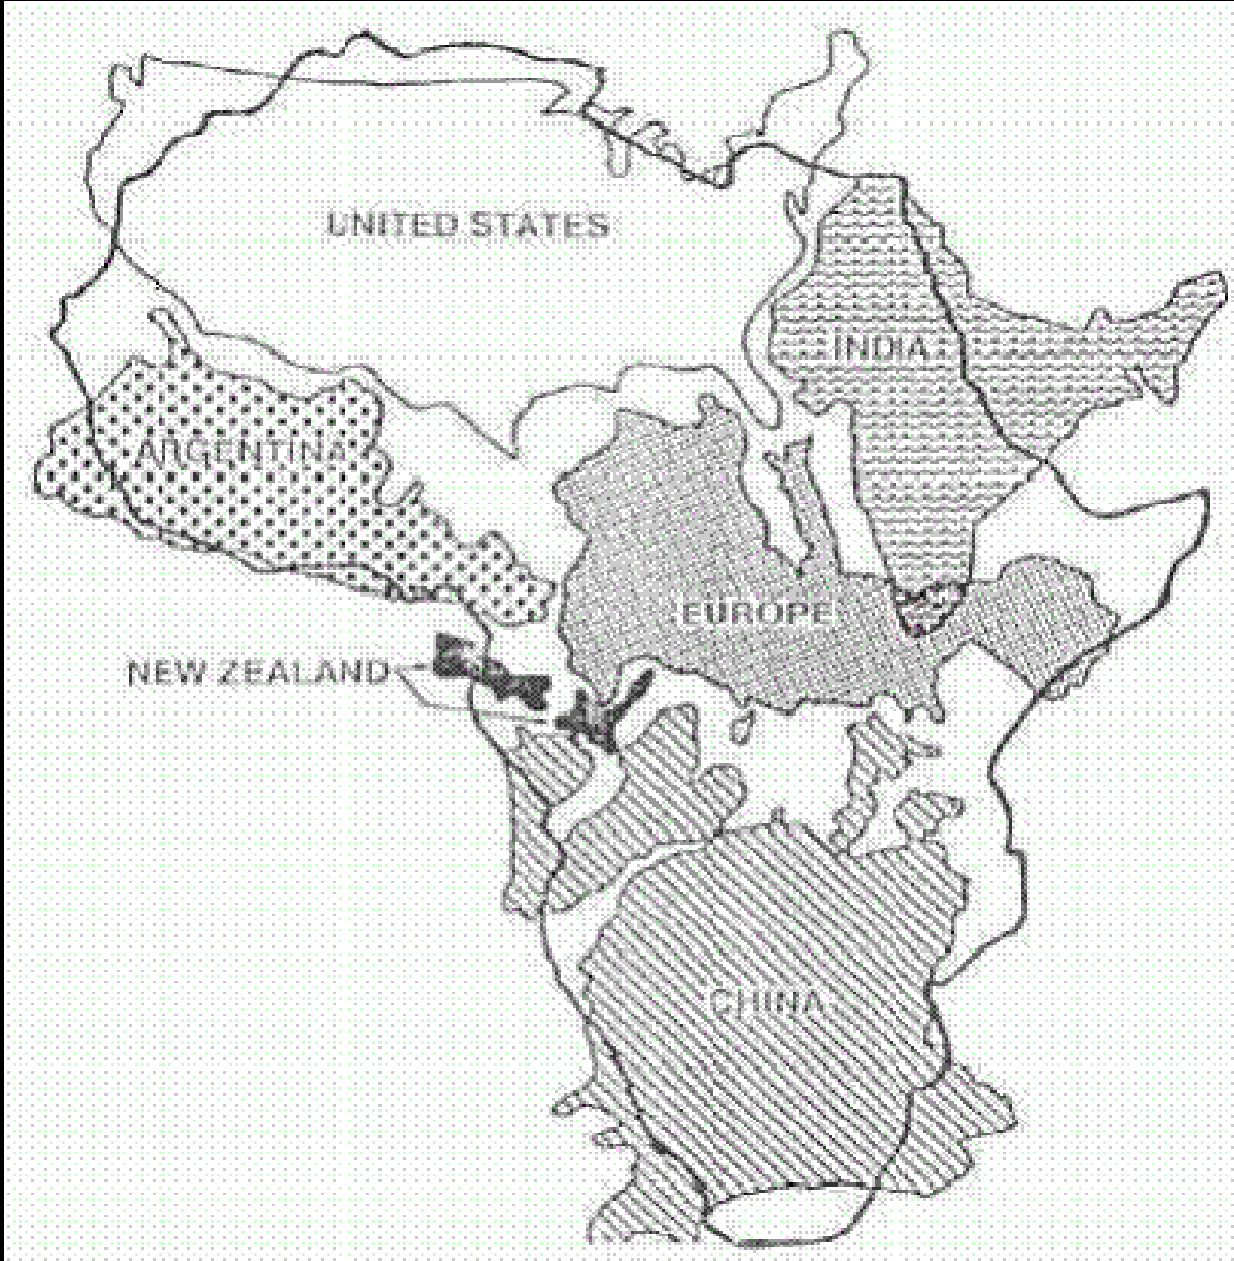 UNITED STATES
INDIA
ARGENTINA
EUROPE
NEW ZEALAND
CHINA